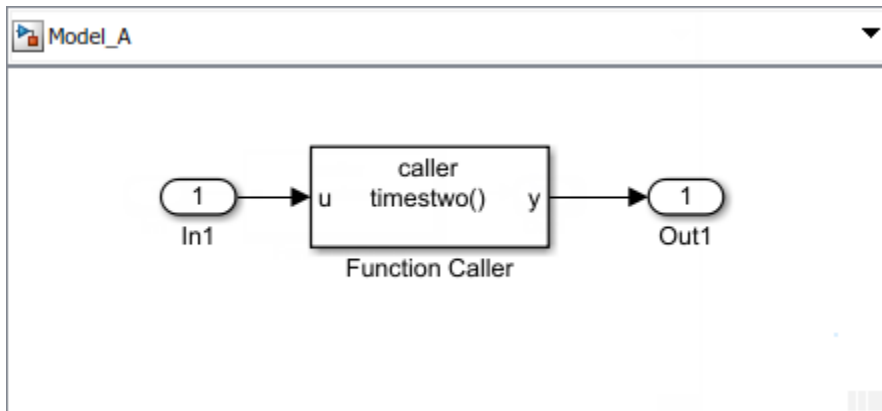 Model_A
caller
1
u
timestwo()
y
1
In1
Out1
Function Caller